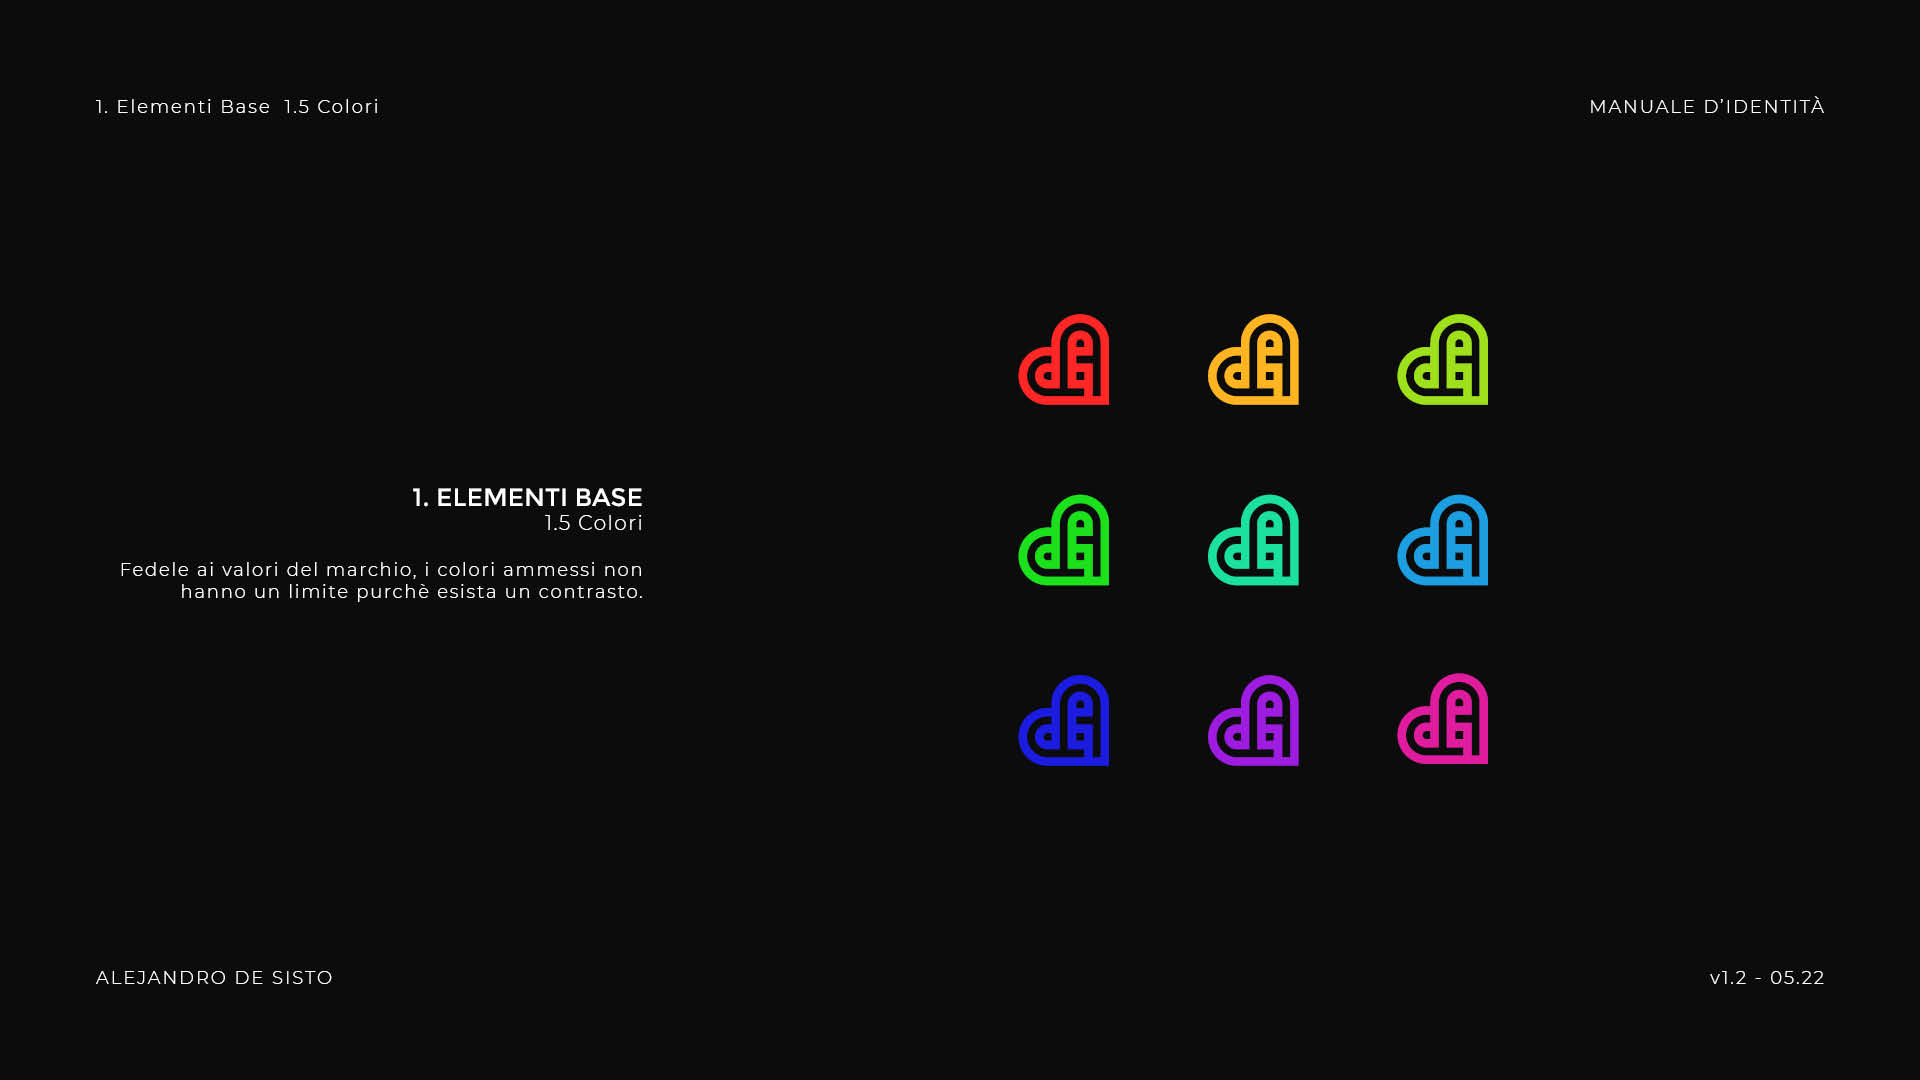 1. Elementi Base  1.5 Colori
MANUALE D’IDENTITÀ
1. ELEMENTI BASE
1.5 Colori
Fedele ai valori del marchio, i colori ammessi non
hanno un limite purchè esista un contrasto.
ALEJANDRO DE SISTO
v1.2 - 05.22